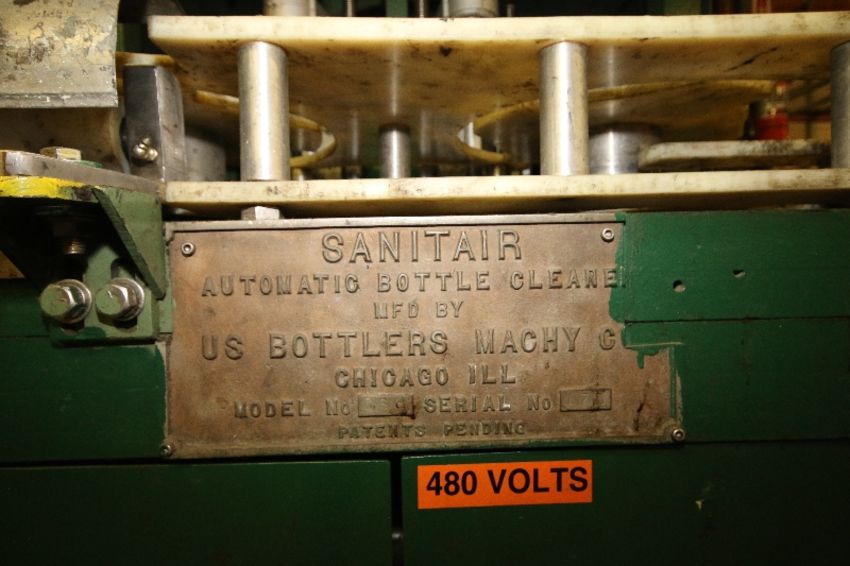 SANITAIR
AUTOMATIC BOTTLE CLEANE
MFD BY
US BOTTLERS MACHY C
CHICAGO ILL
MODEL No SERIAL No
PATENTS PENDING
480 VOLTS